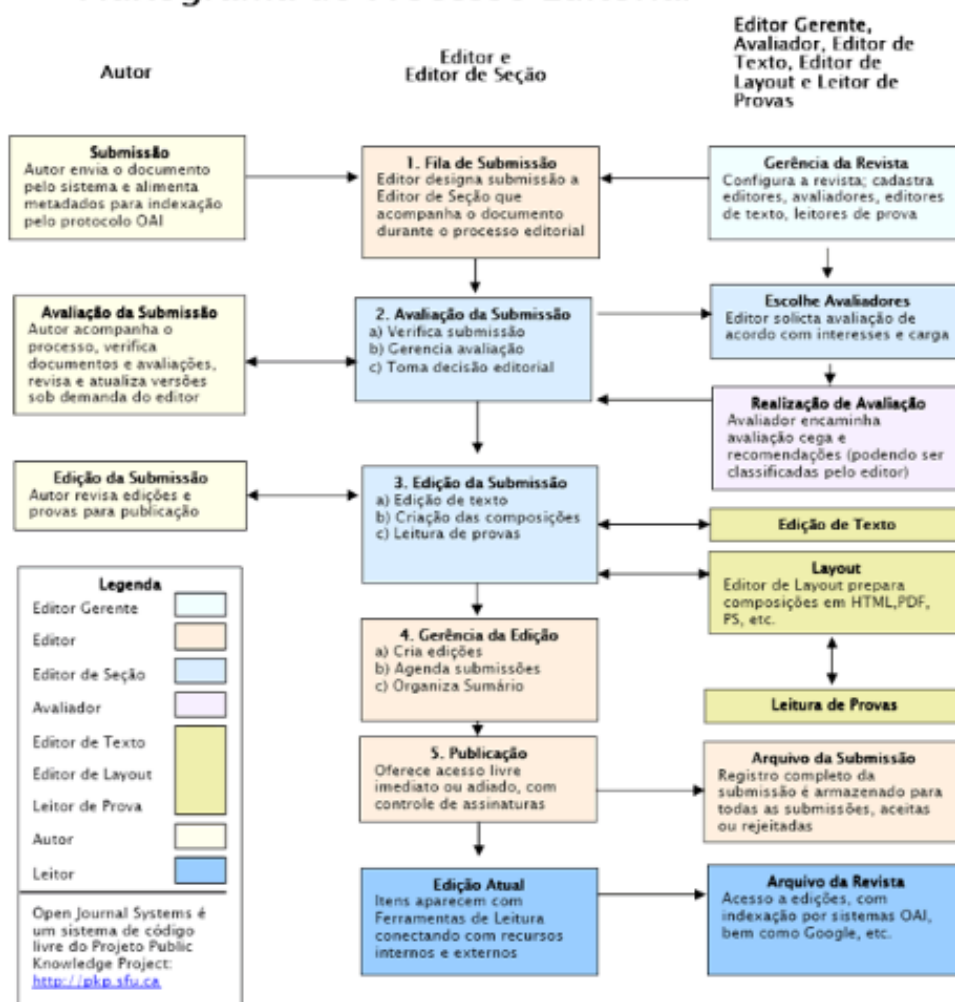 Autor
Editor e
Editor de Seção
Editor Gerente,
Avaliador, Editor de
Texto, Editor de
Layout e Leitor de
Provas
Submissão
Autor envia o documento
pelo sistema e alimenta
metadados para indexação
pelo protocolo OAI
1. Fila de Submissão
Editor designa submissão a
Editor de Seção que
acompanha o documento
durante o processo editorial
Gerência da Revista
Configura a revista; cadastra
editores, avaliadores, editores
de texto, leitores de prova
Avaliação da Submissão
Autor acompanha o
processo, verifica
documentos e avaliações,
revisa e atualiza versões
sob demanda do editor
2. Avaliação da Submissão
a) Verifica submissão
b) Gerencia avaliação
c) Toma decisão editorial
Escolhe Avaliadores
Editor solicta avaliação de
acordo com interesses e carga
Realização de Avaliação
Avaliador encaminha
avaliação cega e
recomendações (podendo ser
classificadas pelo editor)
Edição da Submissão
Autor revisa edições e
provas para publicação
3. Edição da Submissão
a) Edição de texto
b) Criação das composições
c) Leitura de provas
Edição de Texto
Layout
Editor de Layout prepara
composições em HTML,PDF,
PS, etc.
Leitura de Provas
4. Gerência da Edição
a) Cria edições
b) Agenda submissões
c) Organiza Sumário
5. Publicação
Oferece acesso livre
imediato ou adiado, com
controle de assinaturas
Arquivo da Submissão
Registro completo da
submissão é armazenado para
todas as submissões, aceitas
ou rejeitadas
Edição Atual
Itens aparecem com
Ferramentas de Leitura
conectando com recursos
internos e externos
Arquivo da Revista
Acesso a edições, com
indexação por sistemas OAI,
bem como Google, etc.
Legenda
Editor Gerente
Editor
Editor de Seção
Avaliador
Editor de Texto
Editor de Layout
Leitor de Prova
Autor
Leitor
Open Journal Systems é
um sistema de código
livre do Projeto Public
Knowledge Project:
http://pkp.sfu.ca